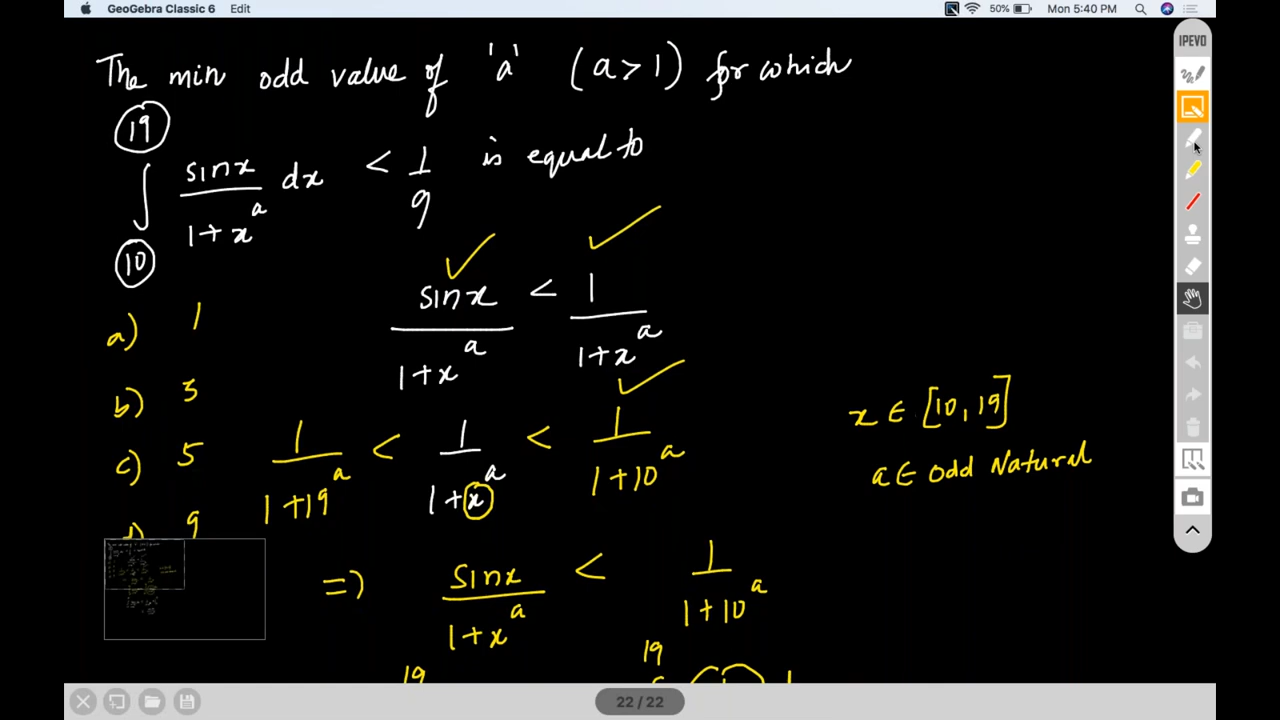 GeoGebra Classic 6 Edit 50% Mon 5:40 PM
IPEVO
The min odd value of 'a' (a > 1) for which
∫₁₀¹⁹ sinx/(1+x^a) dx < 1/9 is equal to
sinx/(1+x^a) < 1/(1+x^a)
a) 1
b) 3
c) 5
d) 9
1/(1+19^a) < 1/(1+x^a) < 1/(1+10^a)
x ∈ [10, 19]
a ∈ Odd Natural
=) sinx/(1+x^a) < 1/(1+10^a)
19 19
22 / 22